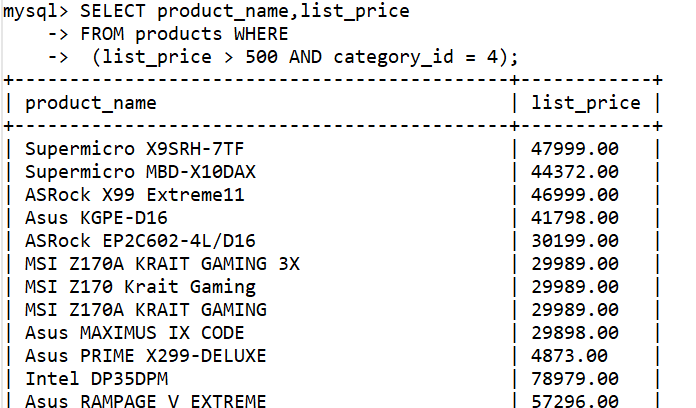 mysql> SELECT product_name,list_price
    -> FROM products WHERE
    ->  (list_price > 500 AND category_id = 4);
+---------------------------------------------+------------+
| product_name                                | list_price |
+---------------------------------------------+------------+
| Supermicro X9SRH-7TF                        | 47999.00   |
| Supermicro MBD-X10DAX                       | 44372.00   |
| ASRock X99 Extreme11                        | 46999.00   |
| Asus KGPE-D16                               | 41798.00   |
| ASRock EP2C602-4L/D16                       | 30199.00   |
| MSI Z170A KRAIT GAMING 3X                   | 29989.00   |
| MSI Z170 Krait Gaming                       | 29989.00   |
| MSI Z170A KRAIT GAMING                      | 29989.00   |
| Asus MAXIMUS IX CODE                        | 29898.00   |
| Asus PRIME X299-DELUXE                      | 4873.00    |
| Intel DP35DPM                               | 78979.00   |
| Asus RAMPAGE V EXTREME                      | 57296.00   |